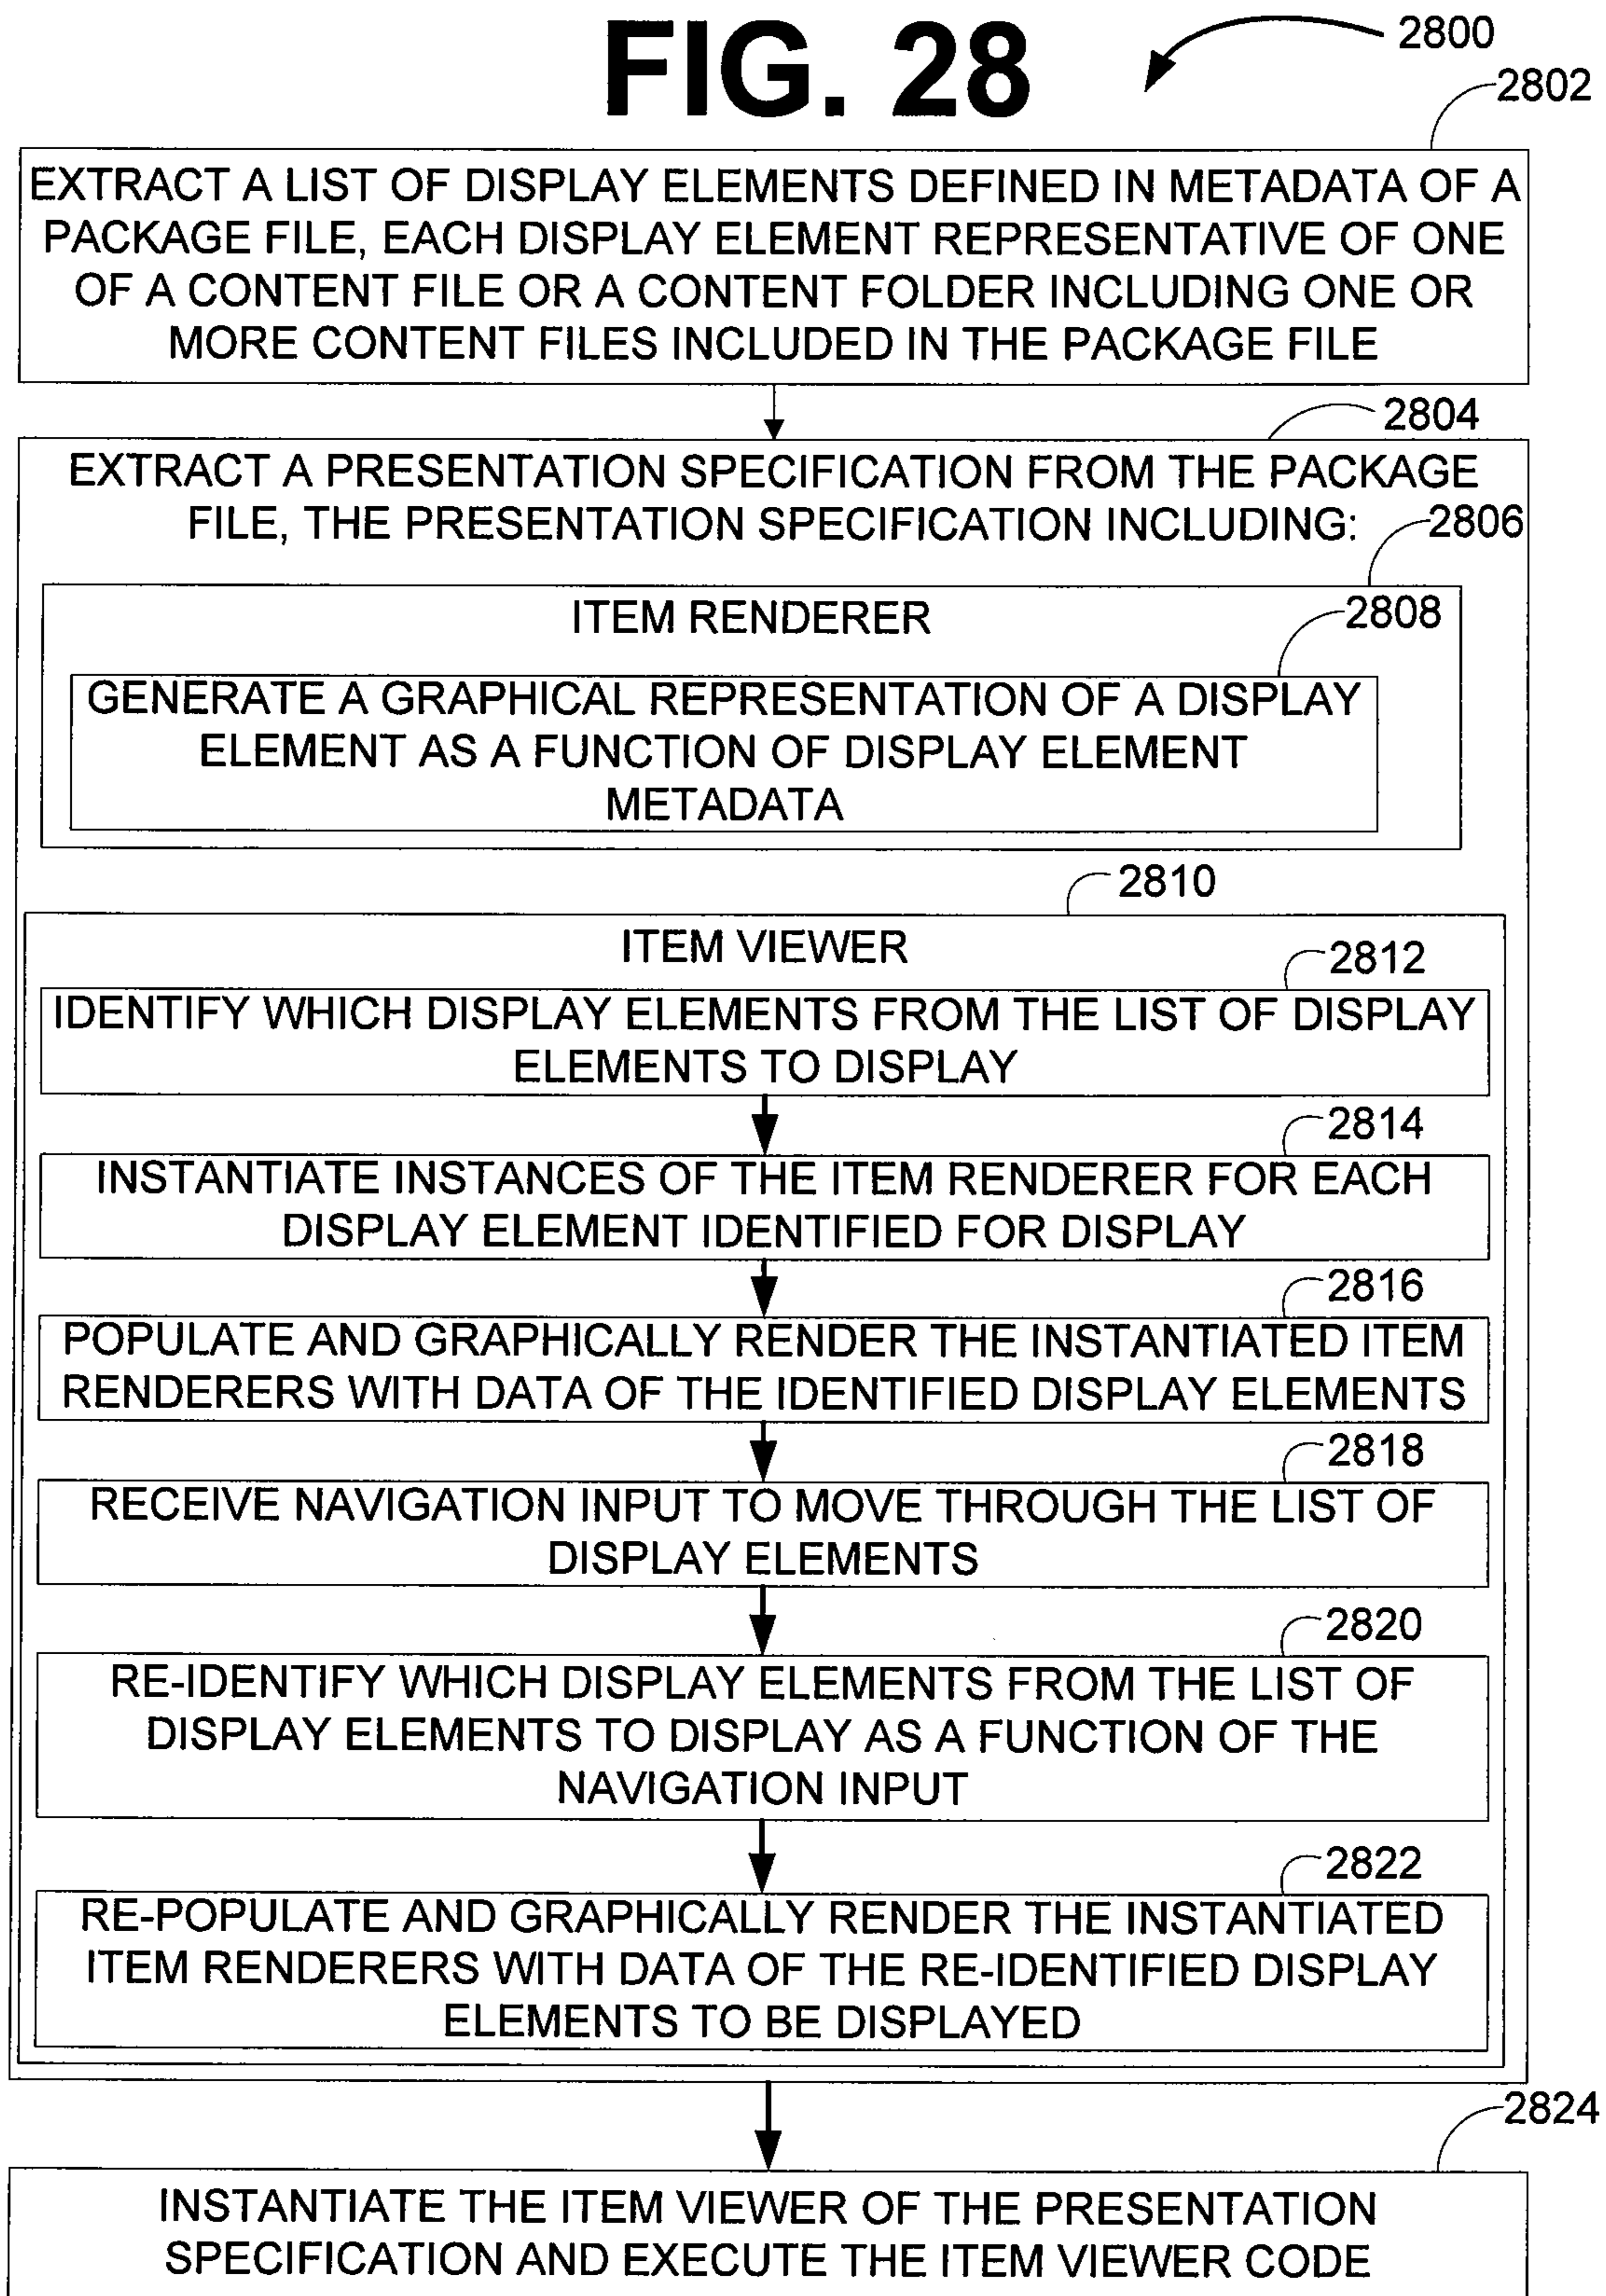 FIG. 28
2800
2802
EXTRACT A LIST OF DISPLAY ELEMENTS DEFINED IN METADATA OF A
PACKAGE FILE, EACH DISPLAY ELEMENT REPRESENTATIVE OF ONE
OF A CONTENT FILE OR A CONTENT FOLDER INCLUDING ONE OR
MORE CONTENT FILES INCLUDED IN THE PACKAGE FILE
2804
EXTRACT A PRESENTATION SPECIFICATION FROM THE PACKAGE
FILE, THE PRESENTATION SPECIFICATION INCLUDING:
2806
ITEM RENDERER
2808
GENERATE A GRAPHICAL REPRESENTATION OF A DISPLAY
ELEMENT AS A FUNCTION OF DISPLAY ELEMENT
METADATA
2810
ITEM VIEWER
2812
IDENTIFY WHICH DISPLAY ELEMENTS FROM THE LIST OF DISPLAY
ELEMENTS TO DISPLAY
2814
INSTANTIATE INSTANCES OF THE ITEM RENDERER FOR EACH
DISPLAY ELEMENT IDENTIFIED FOR DISPLAY
2816
POPULATE AND GRAPHICALLY RENDER THE INSTANTIATED ITEM
RENDERERS WITH DATA OF THE IDENTIFIED DISPLAY ELEMENTS
2818
RECEIVE NAVIGATION INPUT TO MOVE THROUGH THE LIST OF
DISPLAY ELEMENTS
2820
RE-IDENTIFY WHICH DISPLAY ELEMENTS FROM THE LIST OF
DISPLAY ELEMENTS TO DISPLAY AS A FUNCTION OF THE
NAVIGATION INPUT
2822
RE-POPULATE AND GRAPHICALLY RENDER THE INSTANTIATED
ITEM RENDERERS WITH DATA OF THE RE-IDENTIFIED DISPLAY
ELEMENTS TO BE DISPLAYED
2824
INSTANTIATE THE ITEM VIEWER OF THE PRESENTATION
SPECIFICATION AND EXECUTE THE ITEM VIEWER CODE